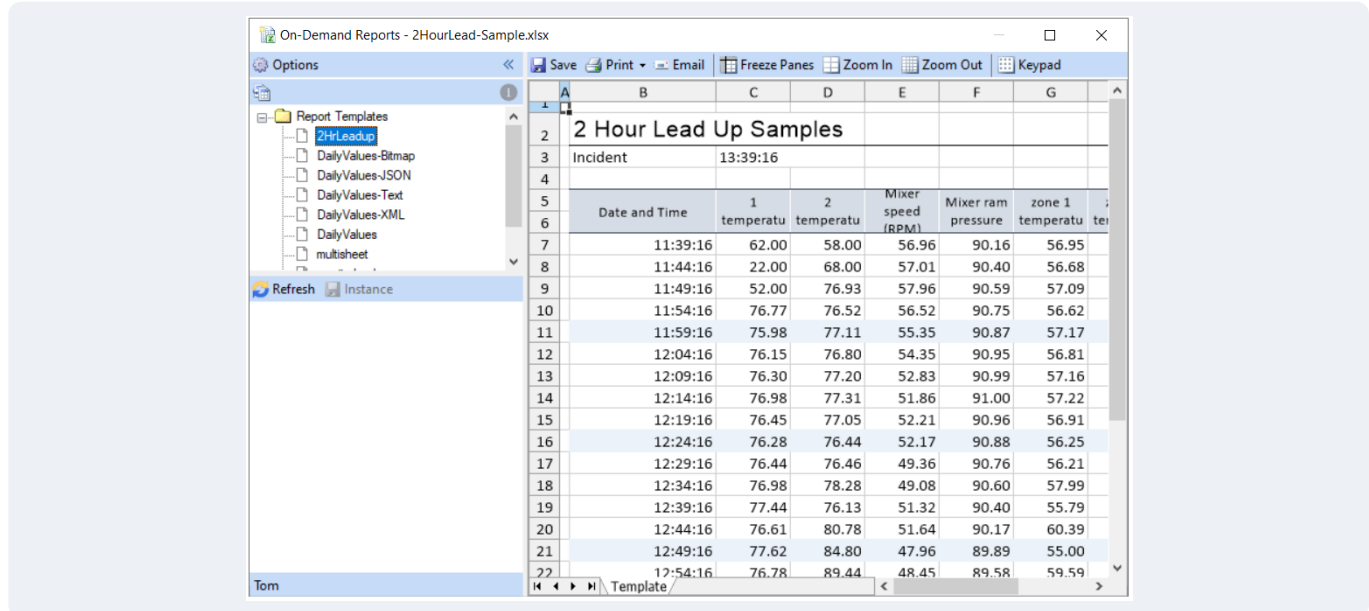 On-Demand Reports - 2HourLead-Sample.xlsx
Options «
Save Print Email Freeze Panes Zoom In Zoom Out Keypad
Report Templates
2HrLeadup
DailyValues-Bitmap
DailyValues-JSON
DailyValues-Text
DailyValues-XML
DailyValues
multisheet
Refresh Instance
Tom
A B C D E F G
1
2 2 Hour Lead Up Samples
3 Incident 13:39:16
4
5 Date and Time 1 2 Mixer speed Mixer ram zone 1
6 temperatu temperatu (RPM) pressure temperatu
7 11:39:16 62.00 58.00 56.96 90.16 56.95
8 11:44:16 22.00 68.00 57.01 90.40 56.68
9 11:49:16 52.00 76.93 57.96 90.59 57.09
10 11:54:16 76.77 76.52 56.52 90.75 56.62
11 11:59:16 75.98 77.11 55.35 90.87 57.17
12 12:04:16 76.15 76.80 54.35 90.95 56.81
13 12:09:16 76.30 77.20 52.83 90.99 57.16
14 12:14:16 76.98 77.31 51.86 91.00 57.22
15 12:19:16 76.45 77.05 52.21 90.96 56.91
16 12:24:16 76.28 76.44 52.17 90.88 56.25
17 12:29:16 76.44 76.46 49.36 90.76 56.21
18 12:34:16 76.98 78.28 49.08 90.60 57.99
19 12:39:16 77.44 76.13 51.32 90.40 55.79
20 12:44:16 76.61 80.78 51.64 90.17 60.39
21 12:49:16 77.62 84.80 47.96 89.89 55.00
22 12:54:16 76.78 89.44 48.45 89.58 59.59
Template